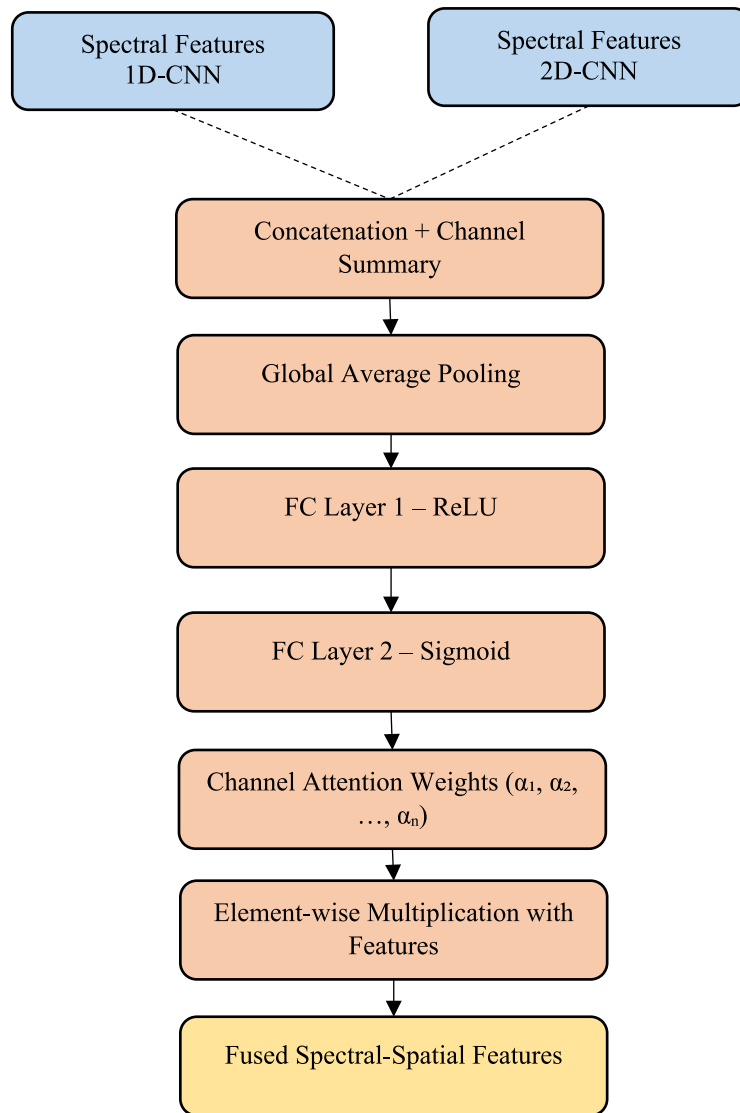 Spectral Features
1D-CNN
Spectral Features
2D-CNN
Concatenation + Channel
Summary
Global Average Pooling
FC Layer 1 – ReLU
FC Layer 2 – Sigmoid
Channel Attention Weights (α₁, α₂,
…, αₙ)
Element-wise Multiplication with
Features
Fused Spectral-Spatial Features